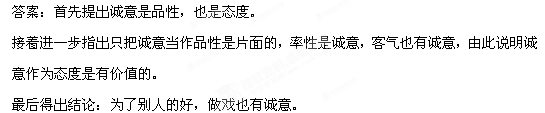 答案：首先提出诚意是品性，也是态度。
接着进一步指出只把诚意当作品性是片面的，率性是诚意，客气也有诚意，由此说明诚
意作为态度是有价值的。
最后得出结论：为了别人的好，做戏也有诚意。